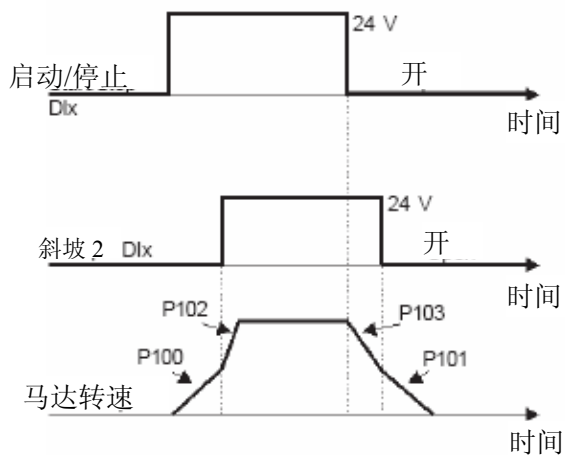 24 V
启动/停止
开
DIx
时间
24 V
斜坡 2 DIx
开
时间
P102
P103
P100
P101
马达转速
时间